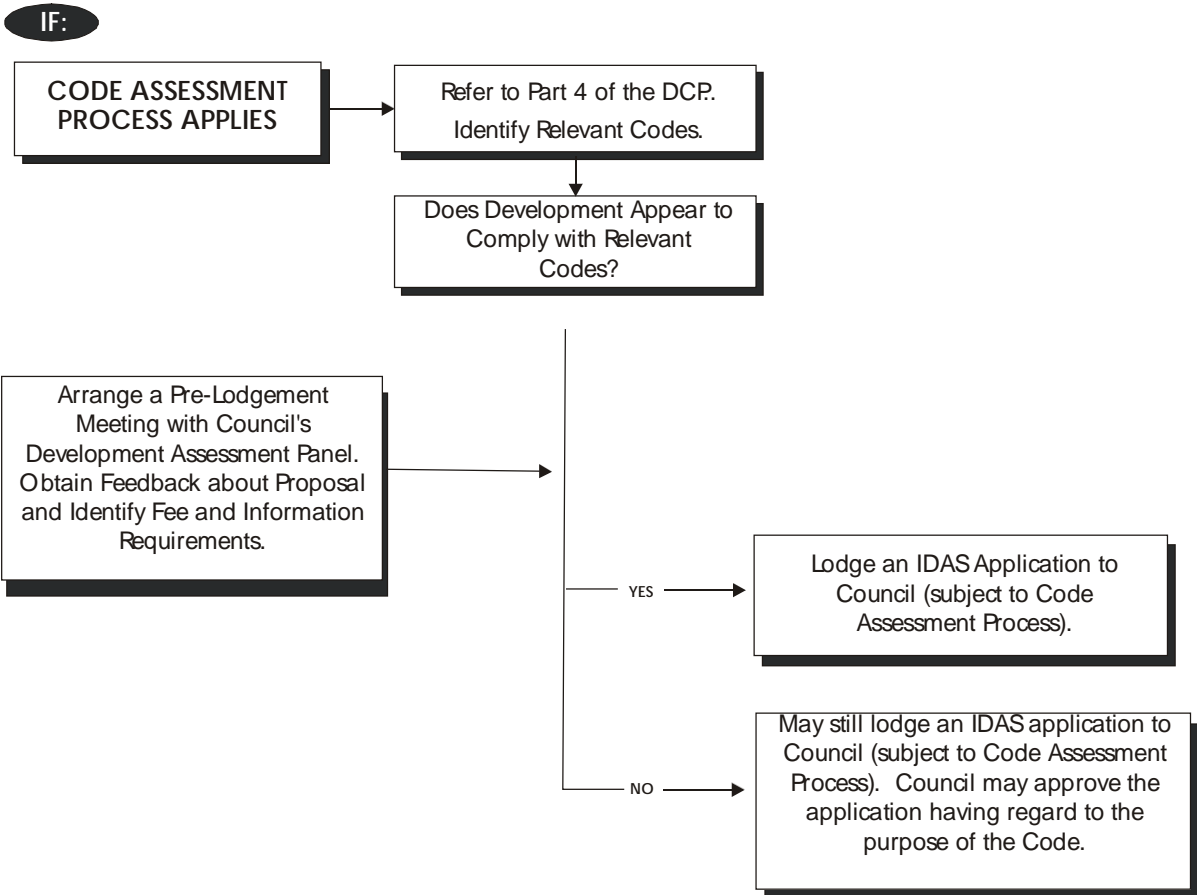 IF:
CODE ASSESSMENT
PROCESS APPLIES
Refer to Part 4 of the DCP.
Identify Relevant Codes.
Does Development Appear to
Comply with Relevant
Codes?
Arrange a Pre-Lodgement
Meeting with Council's
Development Assessment Panel.
Obtain Feedback about Proposal
and Identify Fee and Information
Requirements.
YES
Lodge an IDAS Application to
Council (subject to Code
Assessment Process).
NO
May still lodge an IDAS application to
Council (subject to Code Assessment
Process). Council may approve the
application having regard to the
purpose of the Code.